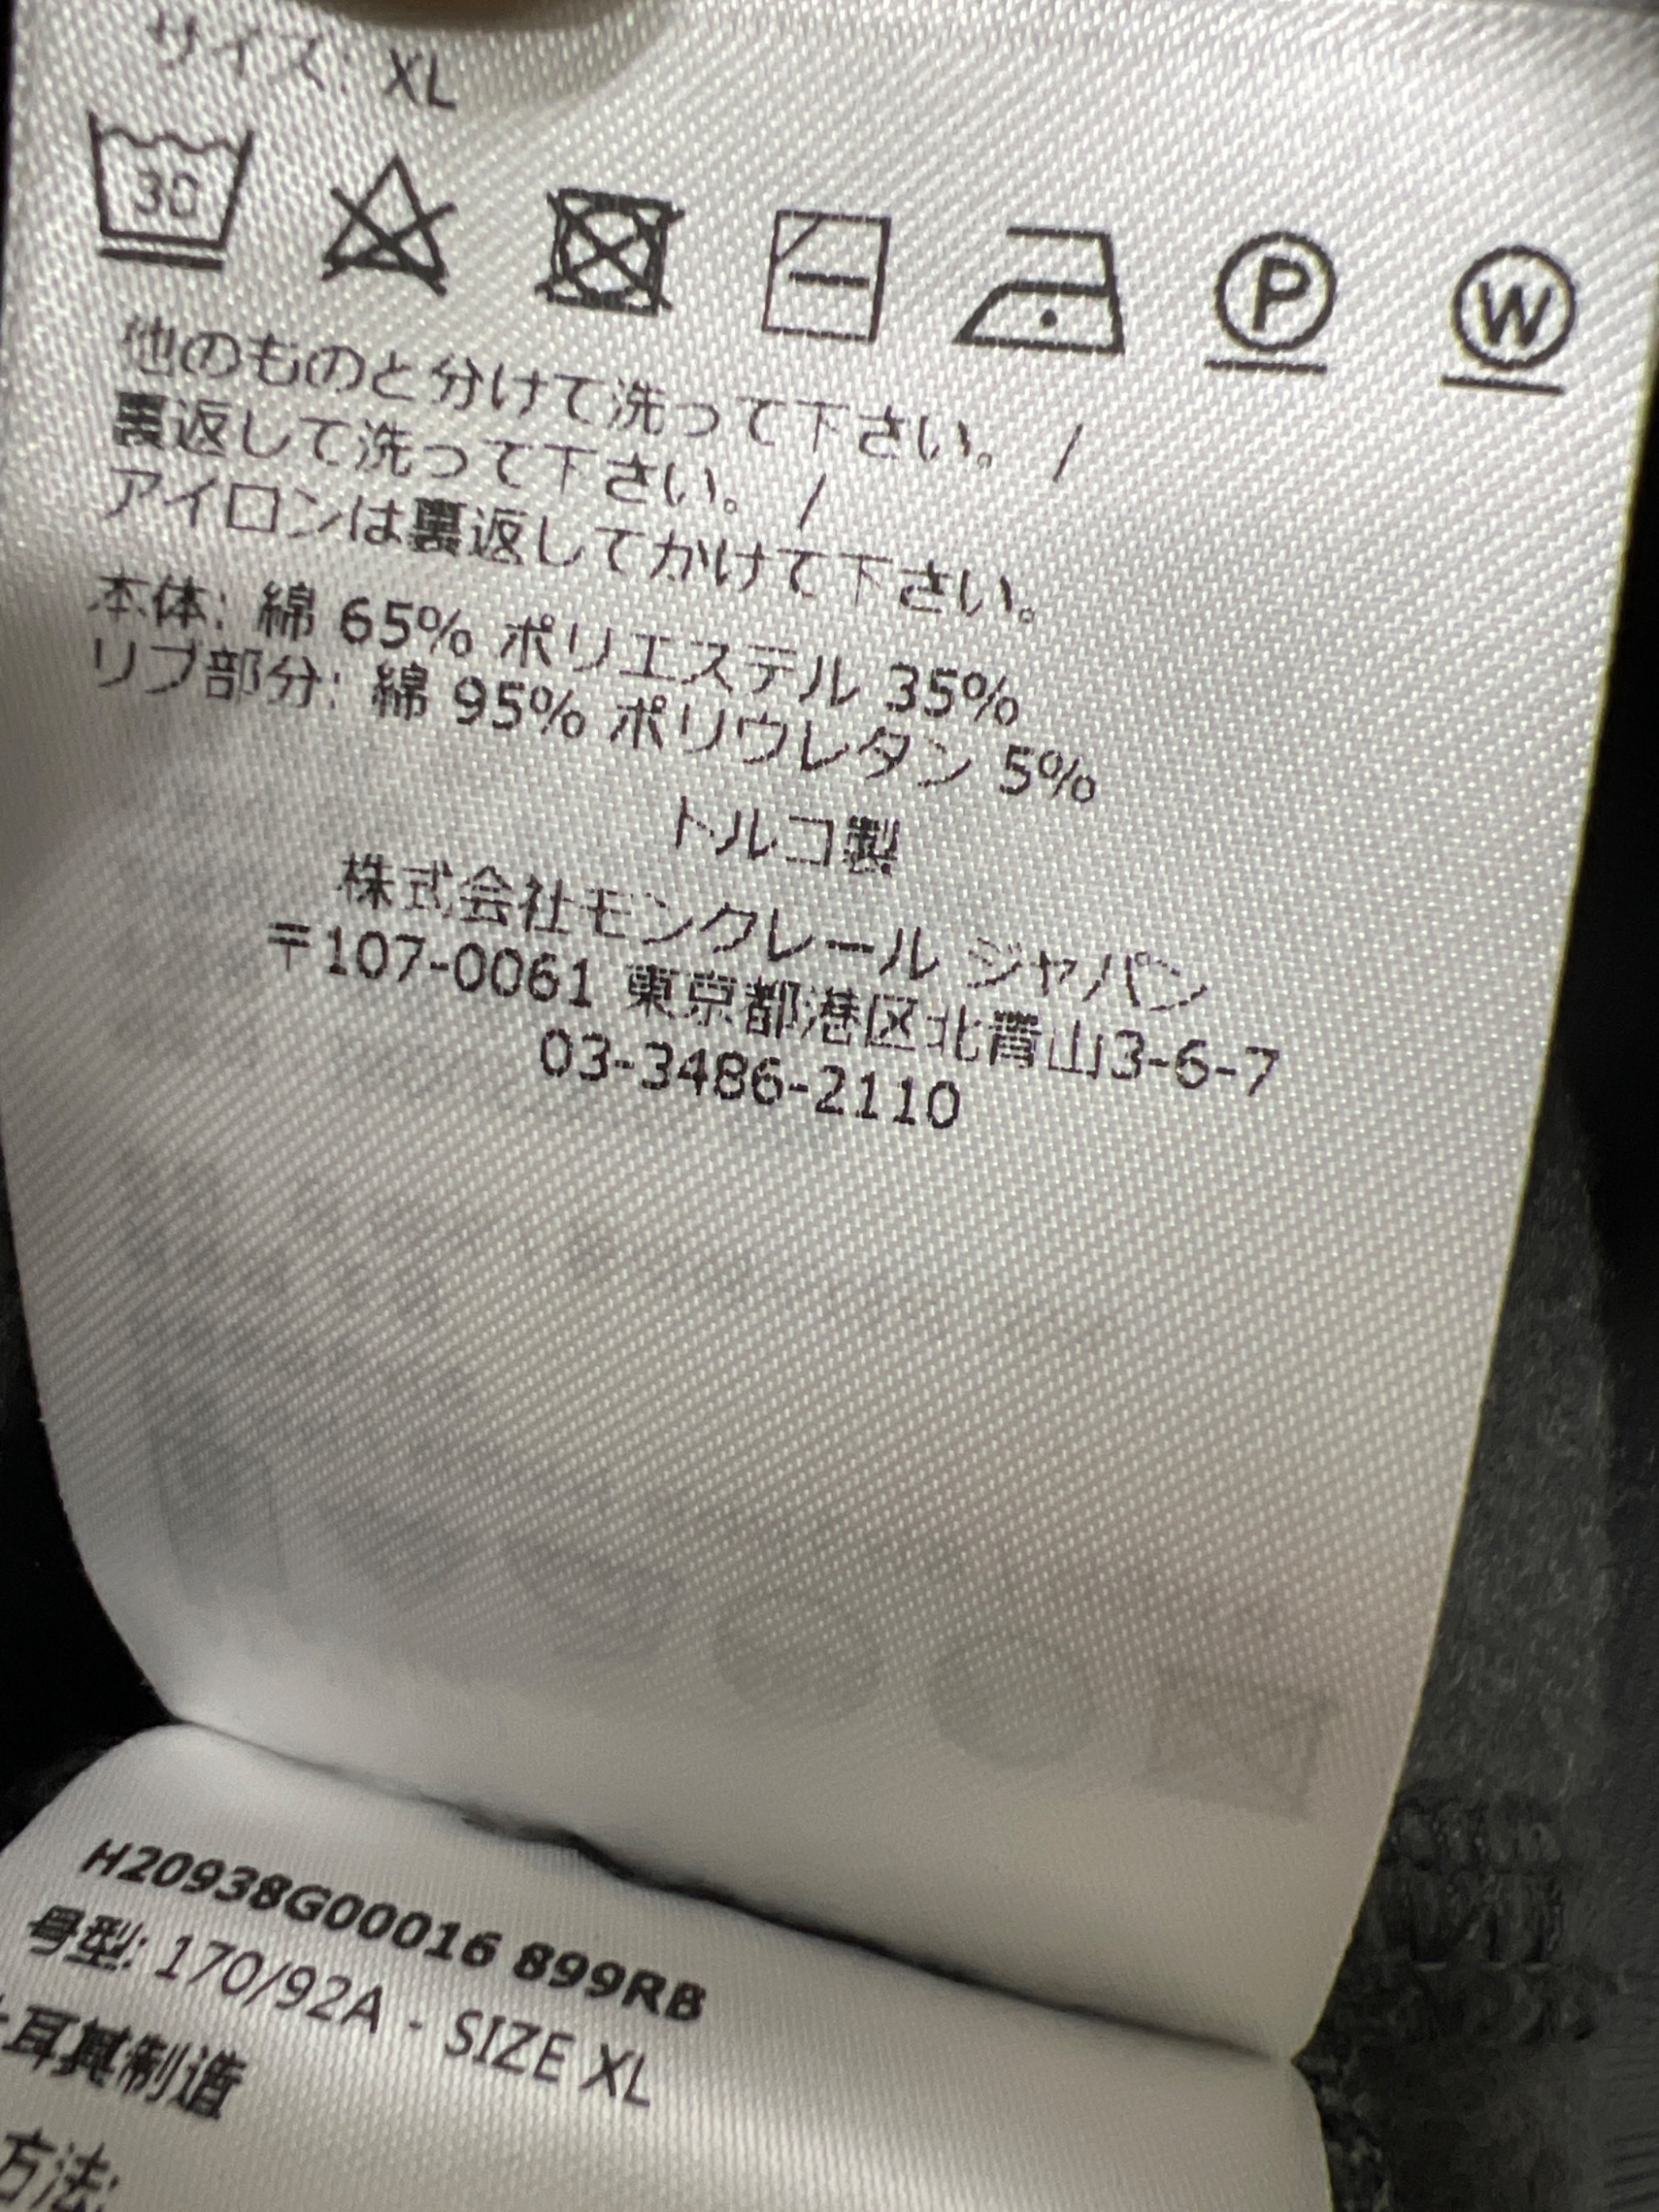 サイズ: XL
30
P W
他のものと分けて洗って下さい。 /
裏返して洗って下さい。 /
アイロンは裏返してかけて下さい。
本体: 綿 65% ポリエステル 35%
リブ部分: 綿 95% ポリウレタン 5%
トルコ製
株式会社モンクレール ジャパン
〒107-0061 東京都港区北青山3-6-7
03-3486-2110
H20938G00016 899RB
号型: 170/92A - SIZE XL
土耳其制造
方法: